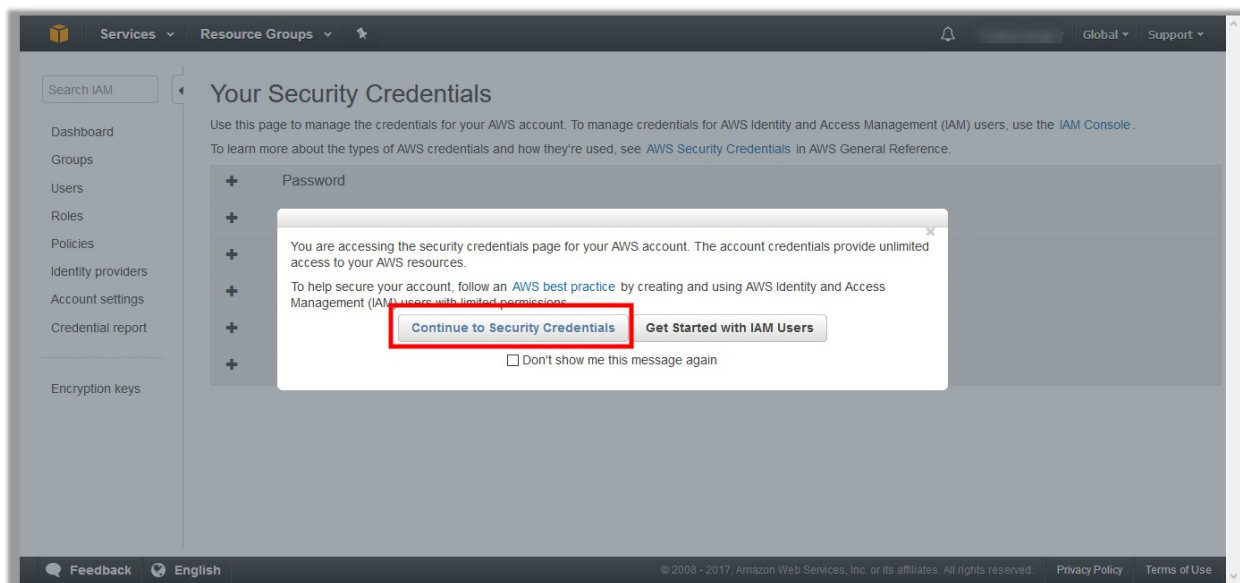 Services Resource Groups Global Support
Search IAM
Your Security Credentials
Use this page to manage the credentials for your AWS account. To manage credentials for AWS Identity and Access Management (IAM) users, use the IAM Console.
To learn more about the types of AWS credentials and how they're used, see AWS Security Credentials in AWS General Reference.
Dashboard
Groups
Users
Roles
Policies
Identity providers
Account settings
Credential report
Encryption keys
Password
You are accessing the security credentials page for your AWS account. The account credentials provide unlimited
access to your AWS resources.
To help secure your account, follow an AWS best practice by creating and using AWS Identity and Access
Management (IAM) users with limited permissions.
Continue to Security Credentials Get Started with IAM Users
Don't show me this message again
Feedback English © 2008 - 2017, Amazon Web Services, Inc. or its affiliates. All rights reserved. Privacy Policy Terms of Use